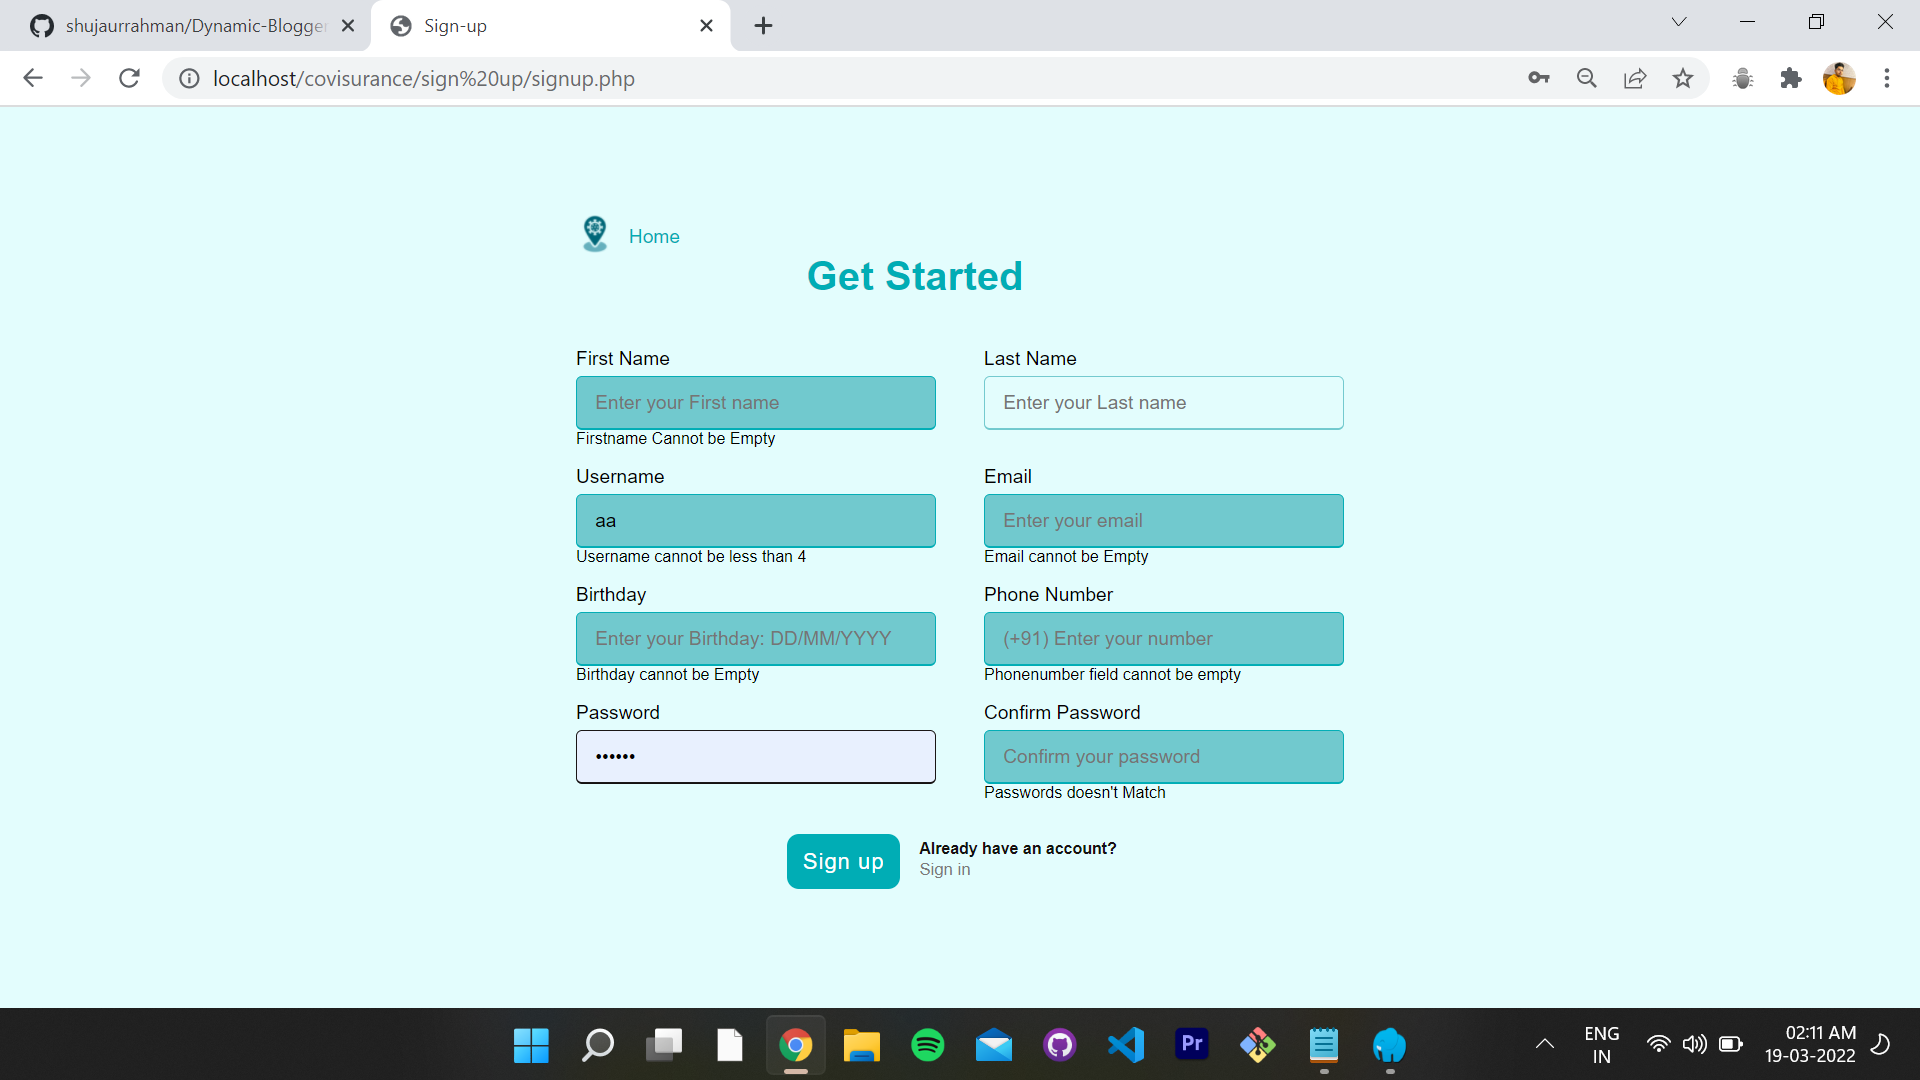 shujaurrahman/Dynamic-Blogger
Sign-up
localhost/covisurance/sign%20up/signup.php
Home
Get Started
First Name
Last Name
Enter your First name
Enter your Last name
Firstname Cannot be Empty
Username
Email
aa
Enter your email
Username cannot be less than 4
Email cannot be Empty
Birthday
Phone Number
Enter your Birthday: DD/MM/YYYY
(+91) Enter your number
Birthday cannot be Empty
Phonenumber field cannot be empty
Password
Confirm Password
••••••
Confirm your password
Passwords doesn't Match
Sign up
Already have an account?
Sign in
Pr
ENG
IN
02:11 AM
19-03-2022